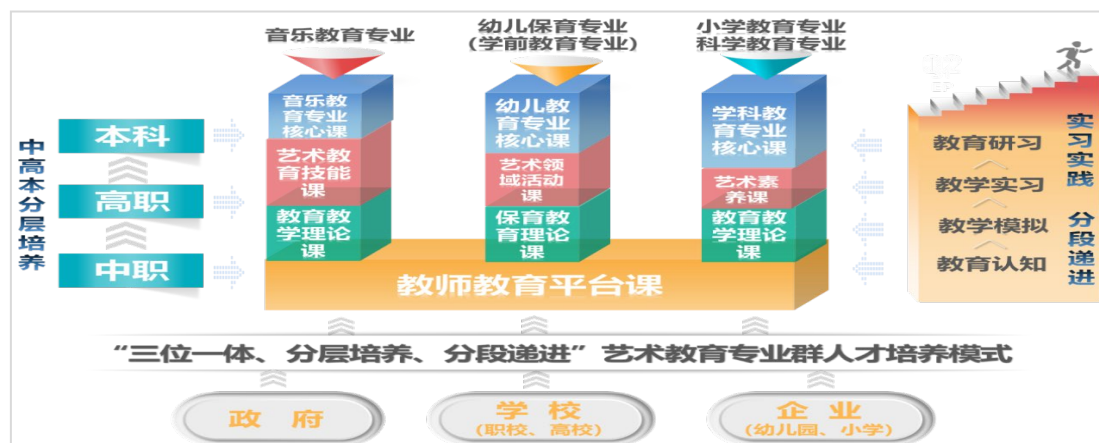 音乐教育专业
幼儿保育专业
(学前教育专业)
小学教育专业
科学教育专业
中高本分层培养
本科
高职
中职
音乐教
育专业
核心课
艺术教
育技能
课
教育教
学理论
课
幼儿教
育专业
核心课
艺术领
域活动
课
保育教
育理论
课
学科教
育专业
核心课
艺术素
养课
教育教
学理论
课
教师教育平台课
教育研习
教学实习
教学模拟
教育认知
实习实践 分段递进
“三位一体、分层培养、分段递进”艺术教育专业群人才培养模式
政 府
学 校
(职校、高校)
企 业
(幼儿园、小学)